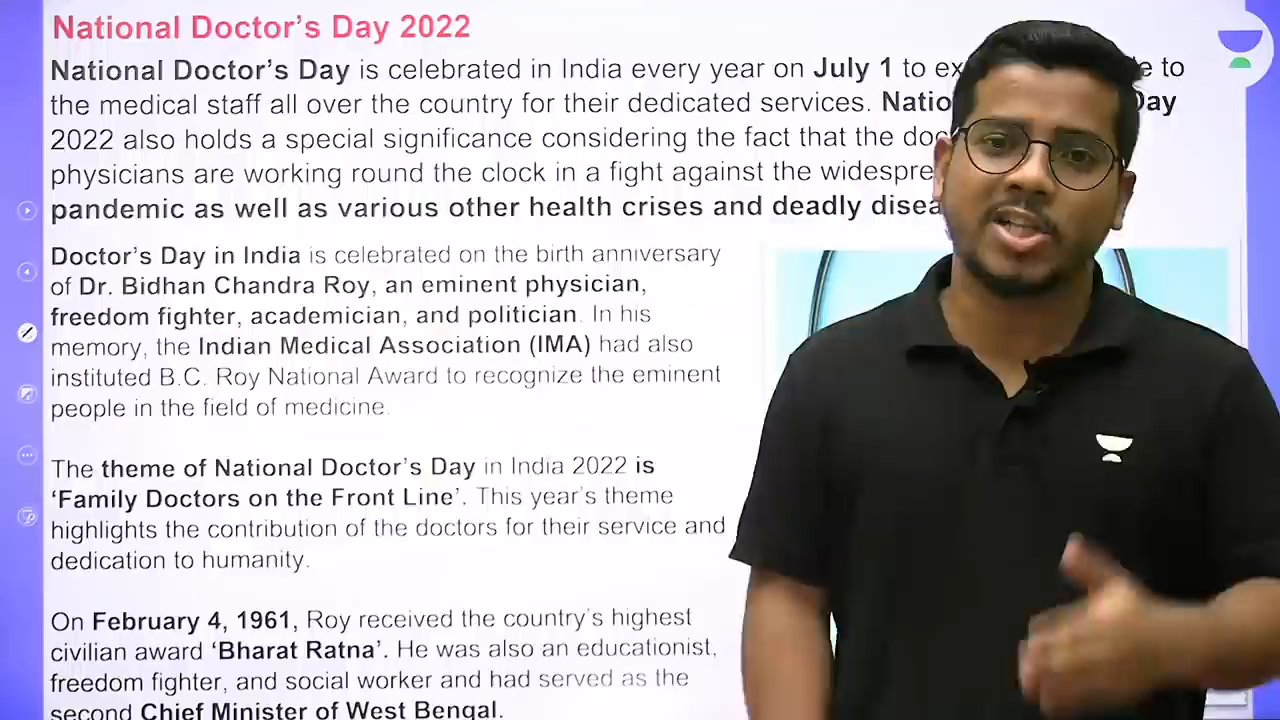 National Doctor's Day 2022
National Doctor's Day is celebrated in India every year on July 1 to to
the medical staff all over the country for their dedicated services. Day
2022 also holds a special significance considering the fact that the
physicians are working round the clock in a fight against the
pandemic as well as various other health crises and deadly
Doctor's Day in India is celebrated on the birth anniversary
of Dr. Bidhan Chandra Roy, an eminent physician,
freedom fighter, academician, and politician. In his
memory, the Indian Medical Association (IMA) had also
instituted B.C. Roy National Award to recognize the eminent
people in the field of medicine.
The theme of National Doctor's Day in India 2022 is
'Family Doctors on the Front Line'. This year's theme
highlights the contribution of the doctors for their service and
dedication to humanity.
On February 4, 1961, Roy received the country's highest
civilian award 'Bharat Ratna'. He was also an educationist,
freedom fighter, and social worker and had served as the
second Chief Minister of West Bengal.